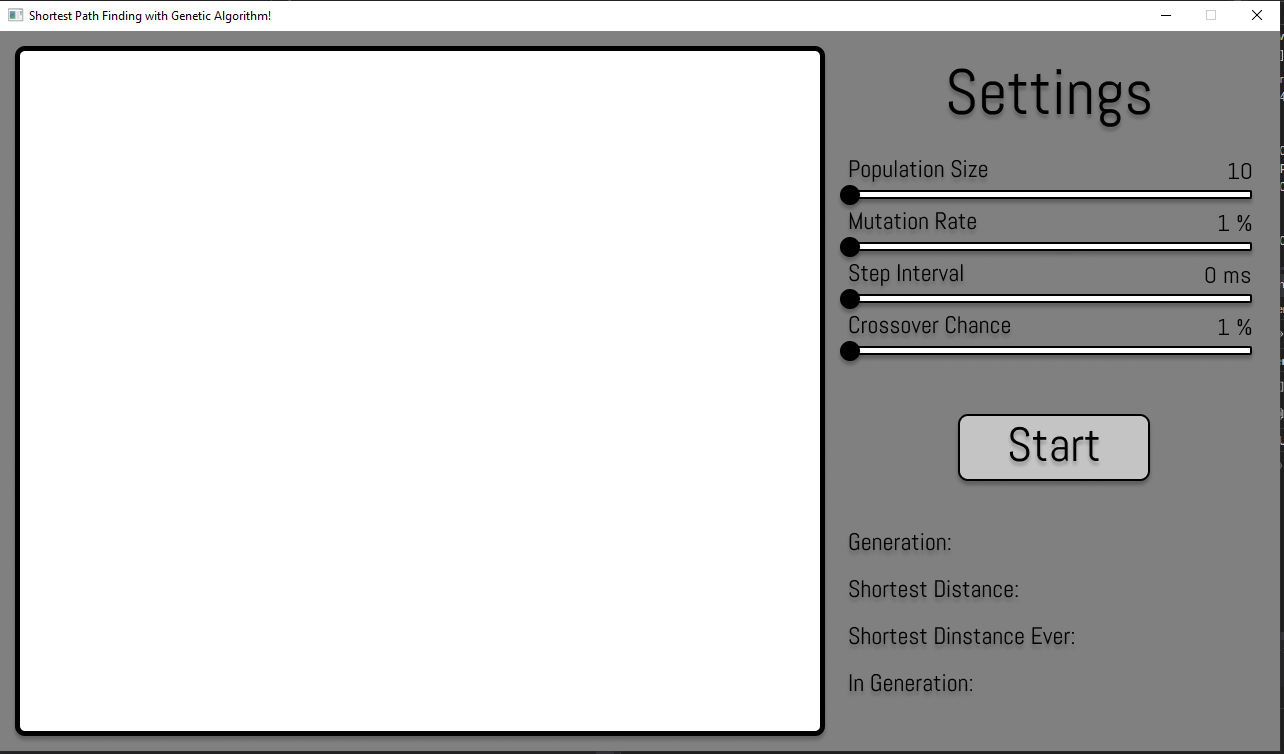 Shortest Path Finding with Genetic Algorithm!
Settings
Population Size 10
Mutation Rate 1 %
Step Interval 0 ms
Crossover Chance 1 %
Start
Generation:
Shortest Distance:
Shortest Dinstance Ever:
In Generation: